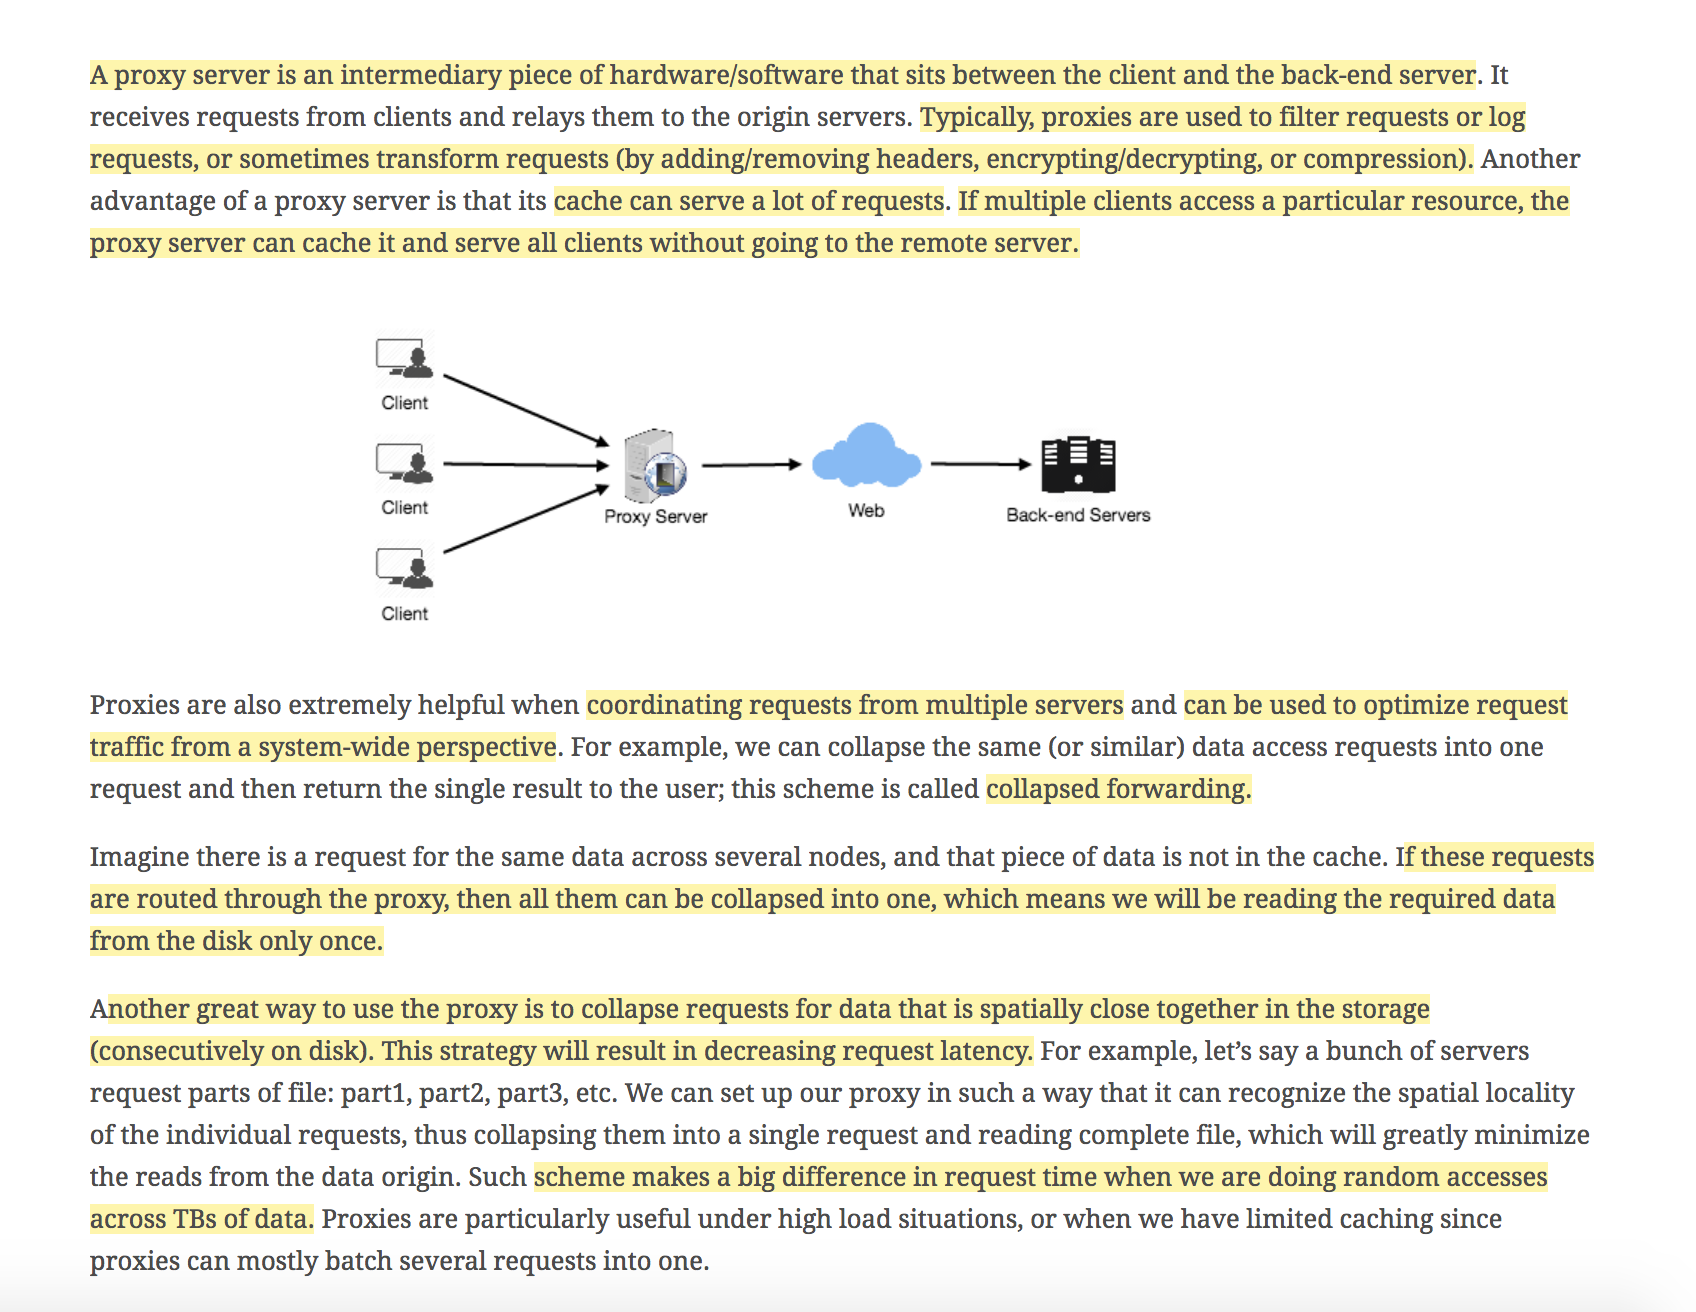 A proxy server is an intermediary piece of hardware/software that sits between the client and the back-end server. It
receives requests from clients and relays them to the origin servers. Typically, proxies are used to filter requests or log
requests, or sometimes transform requests (by adding/removing headers, encrypting/decrypting, or compression). Another
advantage of a proxy server is that its cache can serve a lot of requests. If multiple clients access a particular resource, the
proxy server can cache it and serve all clients without going to the remote server.
Client
Client
Client
Proxy Server
Web
Back-end Servers
Proxies are also extremely helpful when coordinating requests from multiple servers and can be used to optimize request
traffic from a system-wide perspective. For example, we can collapse the same (or similar) data access requests into one
request and then return the single result to the user; this scheme is called collapsed forwarding.
Imagine there is a request for the same data across several nodes, and that piece of data is not in the cache. If these requests
are routed through the proxy, then all them can be collapsed into one, which means we will be reading the required data
from the disk only once.
Another great way to use the proxy is to collapse requests for data that is spatially close together in the storage
(consecutively on disk). This strategy will result in decreasing request latency. For example, let’s say a bunch of servers
request parts of file: part1, part2, part3, etc. We can set up our proxy in such a way that it can recognize the spatial locality
of the individual requests, thus collapsing them into a single request and reading complete file, which will greatly minimize
the reads from the data origin. Such scheme makes a big difference in request time when we are doing random accesses
across TBs of data. Proxies are particularly useful under high load situations, or when we have limited caching since
proxies can mostly batch several requests into one.